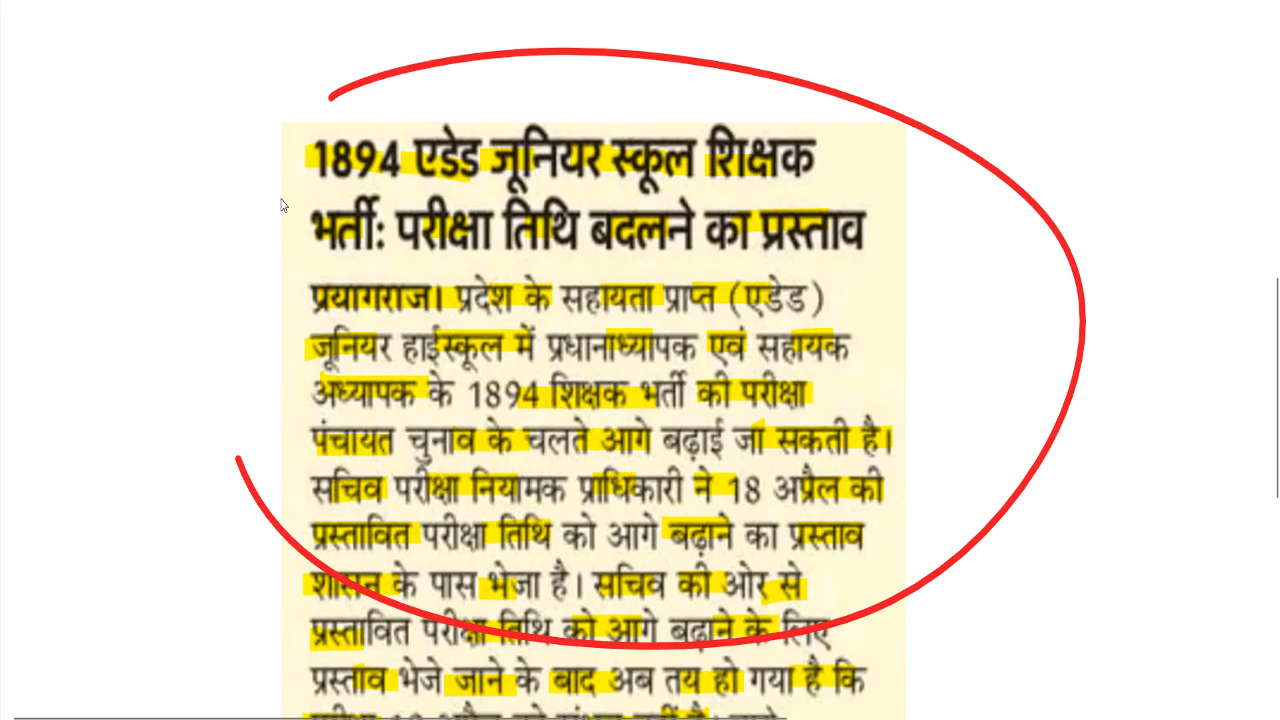 1894 एडेड जूनियर स्कूल शिक्षक
भर्ती: परीक्षा तिथि बदलने का प्रस्ताव
प्रयागराज। प्रदेश के सहायता प्राप्त (एडेड)
जूनियर हाईस्कूल में प्रधानाध्यापक एवं सहायक
अध्यापक के 1894 शिक्षक भर्ती की परीक्षा
पंचायत चुनाव के चलते आगे बढ़ाई जा सकती है।
सचिव परीक्षा नियामक प्राधिकारी ने 18 अप्रैल की
प्रस्तावित परीक्षा तिथि को आगे बढ़ाने का प्रस्ताव
शासन के पास भेजा है। सचिव की ओर से
प्रस्तावित परीक्षा तिथि को आगे बढ़ाने के लिए
प्रस्ताव भेजे जाने के बाद अब तय हो गया है कि